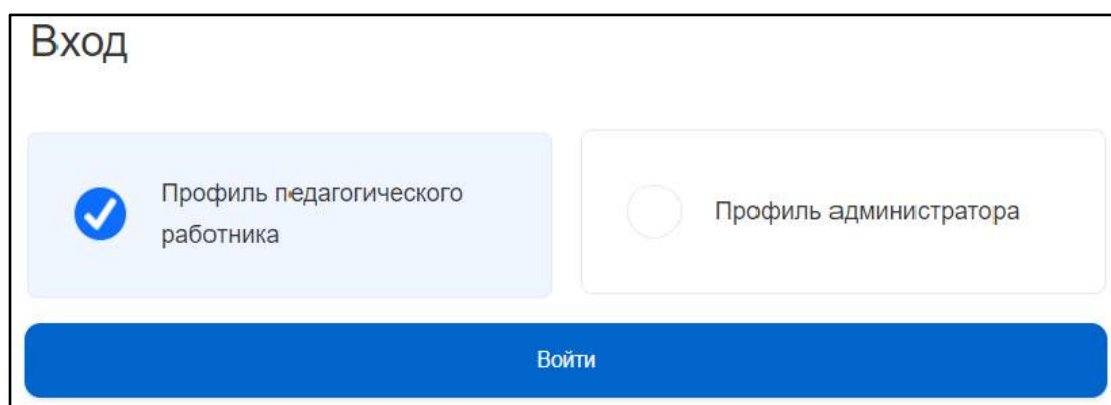 Вход
Профиль педагогического
работника
Профиль администратора
Войти